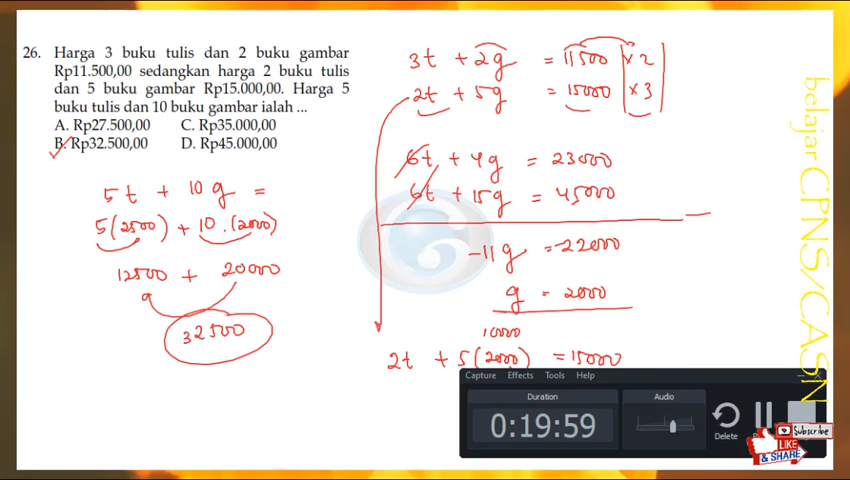 26. Harga 3 buku tulis dan 2 buku gambar
Rp11.500,00 sedangkan harga 2 buku tulis
dan 5 buku gambar Rp15.000,00. Harga 5
buku tulis dan 10 buku gambar ialah ...
A. Rp27.500,00 C. Rp35.000,00
B. Rp32.500,00 D. Rp45.000,00
5t + 10g =
5(2500) + 10.(2000)
12500 + 20000
32500
3t + 2g = 11500 | x 2
2t + 5g = 15000 | x 3
6t + 4g = 23000
6t + 15g = 45000
-11g = -22000
g = 2000
10000
2t + 5(2000) = 15000
Capture Effects Tools Help
Duration
0:19:59
Audio
Delete
Subscribe
LIKE
& SHARE
belajar CPNS/CASN